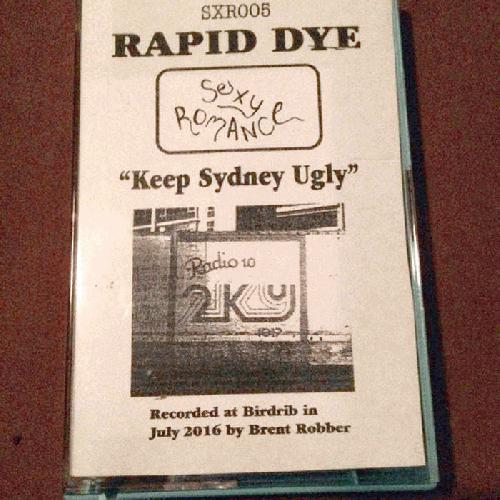 SXR005
RAPID DYE
Sexy
ROMANCE
“Keep Sydney Ugly”
Radio 10
2KY
1017
Recorded at Birdrib in
July 2016 by Brent Robber